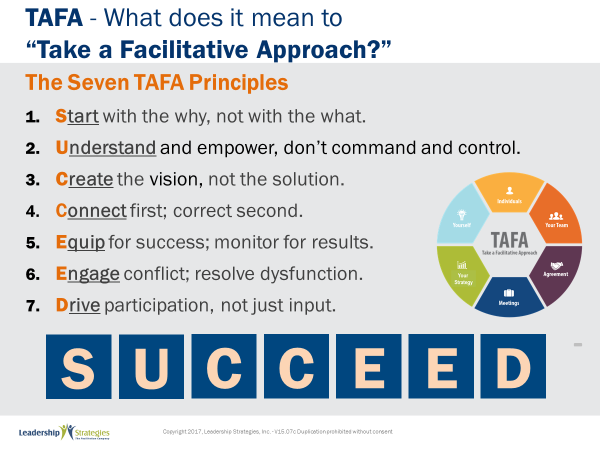 TAFA - What does it mean to
“Take a Facilitative Approach?”
The Seven TAFA Principles
1. Start with the why, not with the what.
2. Understand and empower, don’t command and control.
3. Create the vision, not the solution.
4. Connect first; correct second.
5. Equip for success; monitor for results.
6. Engage conflict; resolve dysfunction.
7. Drive participation, not just input.
Individuals
Yourself
Your Team
TAFA
Take a Facilitative Approach
Your
Strategy
Agreement
Meetings
S U C C E E D
Leadership Strategies
The Facilitation Company
Copyright 2017, Leadership Strategies, Inc. - v15.07c Duplication prohibited without consent